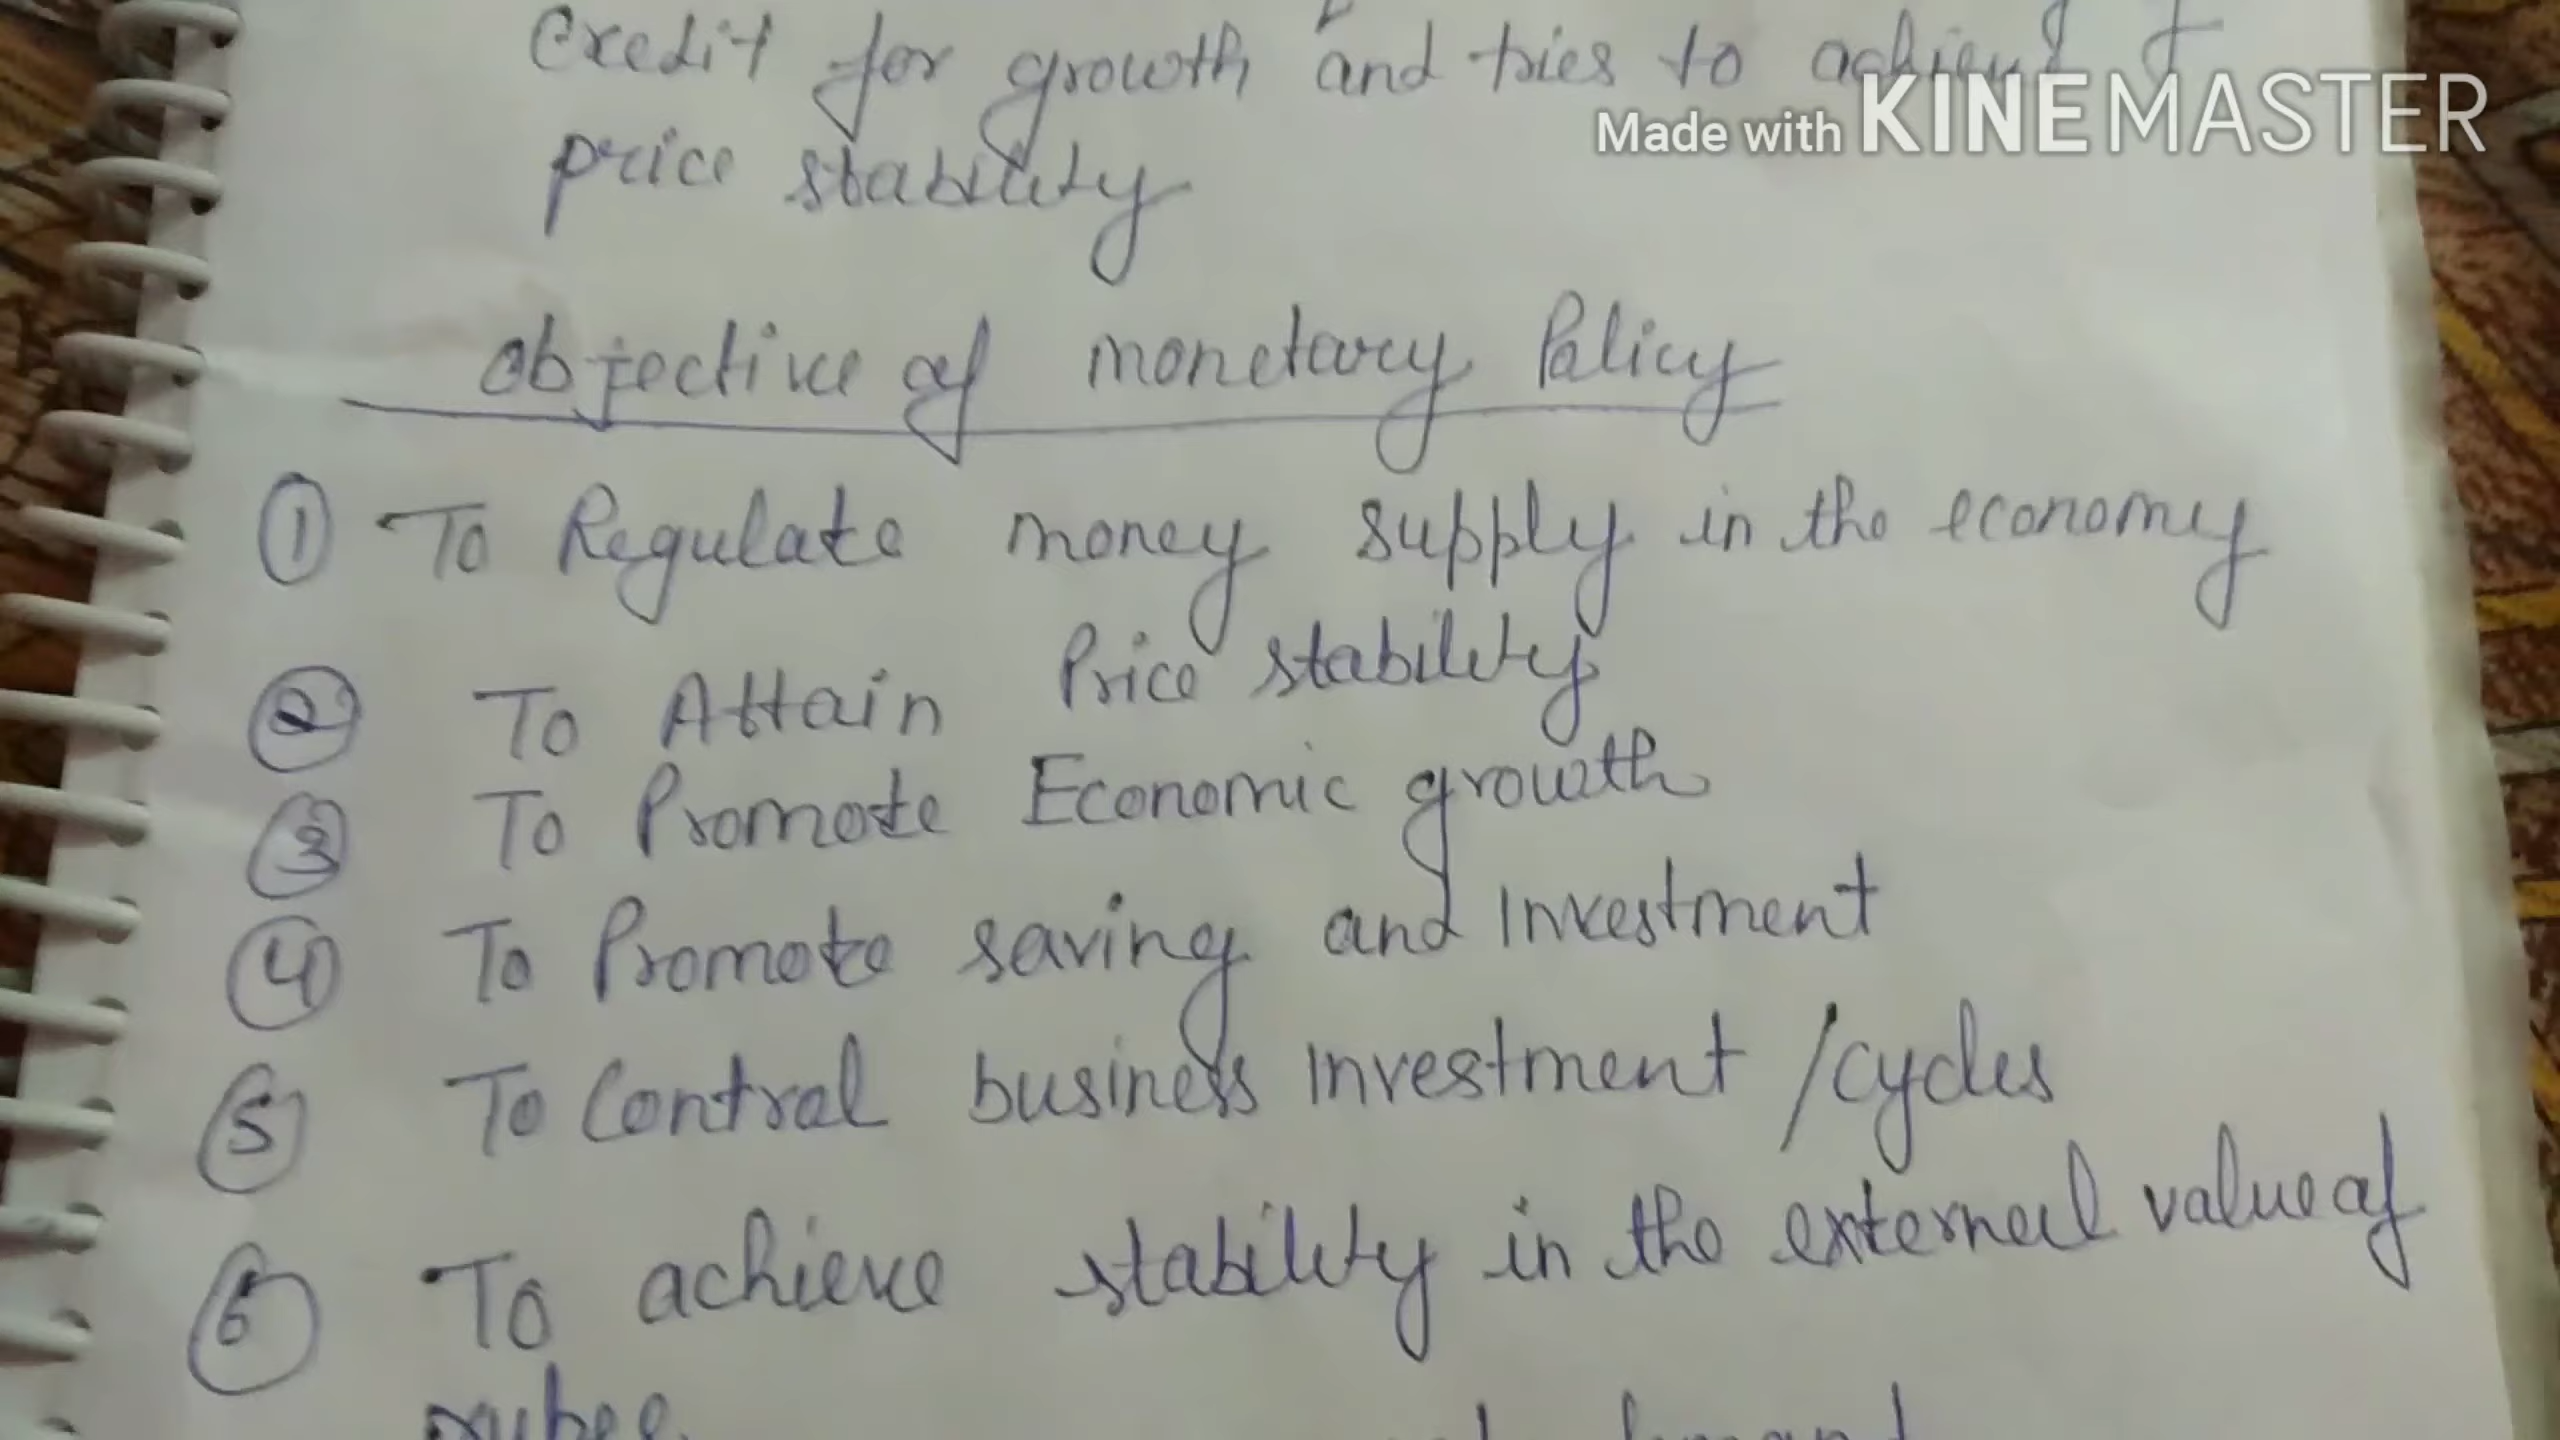 credit for growth and tries to
Made with KINEMASTER
price stability
objective of monetary Policy
① To Regulate money supply in the economy
② To Attain Price stability
③ To Promote Economic growth
④ To Promote saving and Investment
⑤ To Control business investment /cycles
⑥ To achieve stability in the external value of
rupee.